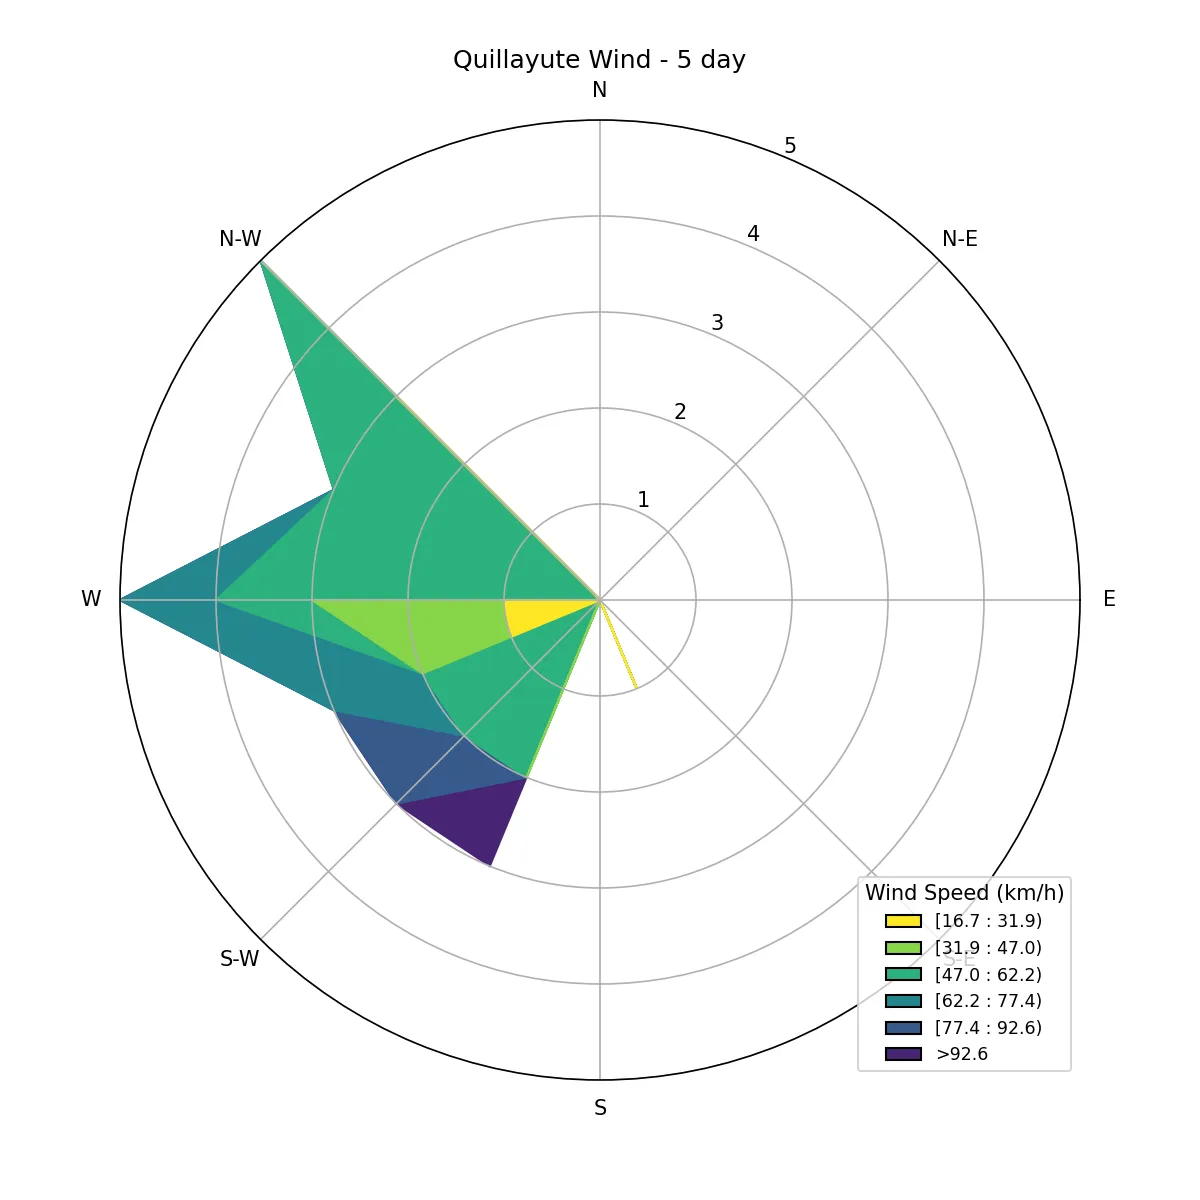 Quillayute Wind - 5 day
N
5
N-W
4
N-E
3
2
1
W
E
Wind Speed (km/h)
[16.7 : 31.9)
[31.9 : 47.0)
S-W
S-E
[47.0 : 62.2)
[62.2 : 77.4)
[77.4 : 92.6)
>92.6
S